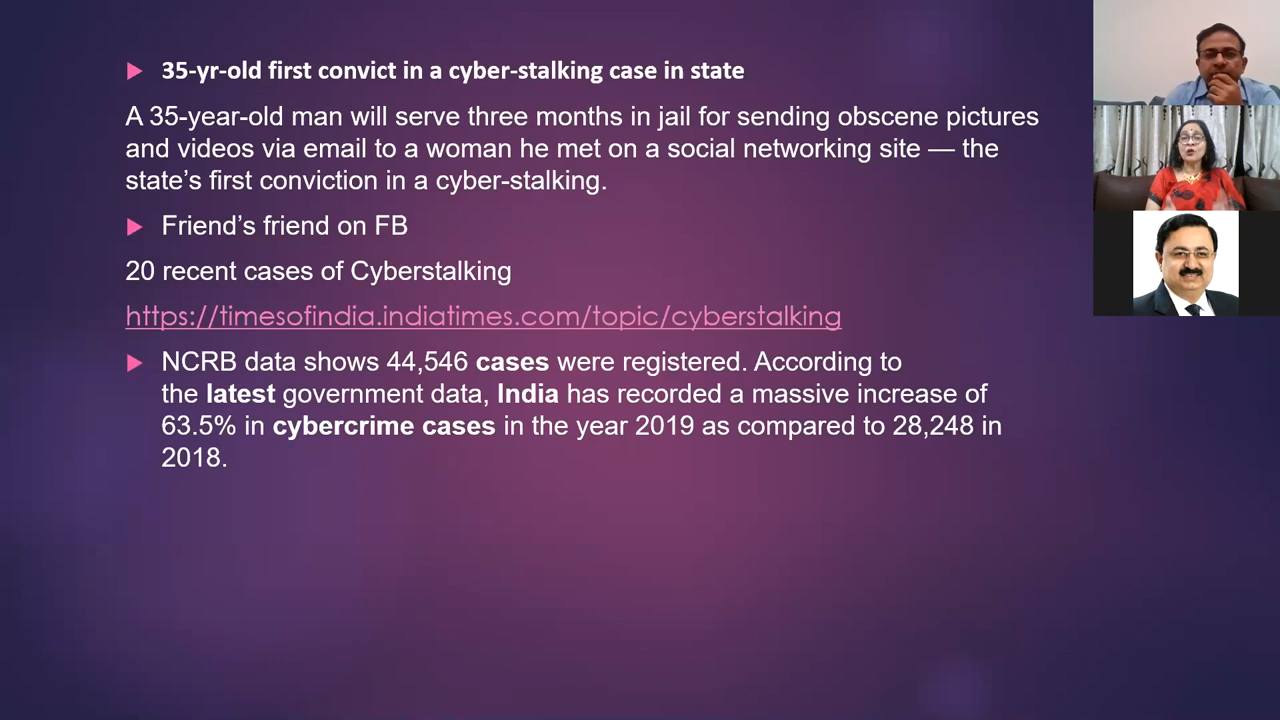 35-yr-old first convict in a cyber-stalking case in state
A 35-year-old man will serve three months in jail for sending obscene pictures
and videos via email to a woman he met on a social networking site — the
state’s first conviction in a cyber-stalking.
Friend’s friend on FB
20 recent cases of Cyberstalking
https://timesofindia.indiatimes.com/topic/cyberstalking
NCRB data shows 44,546 cases were registered. According to
the latest government data, India has recorded a massive increase of
63.5% in cybercrime cases in the year 2019 as compared to 28,248 in
2018.